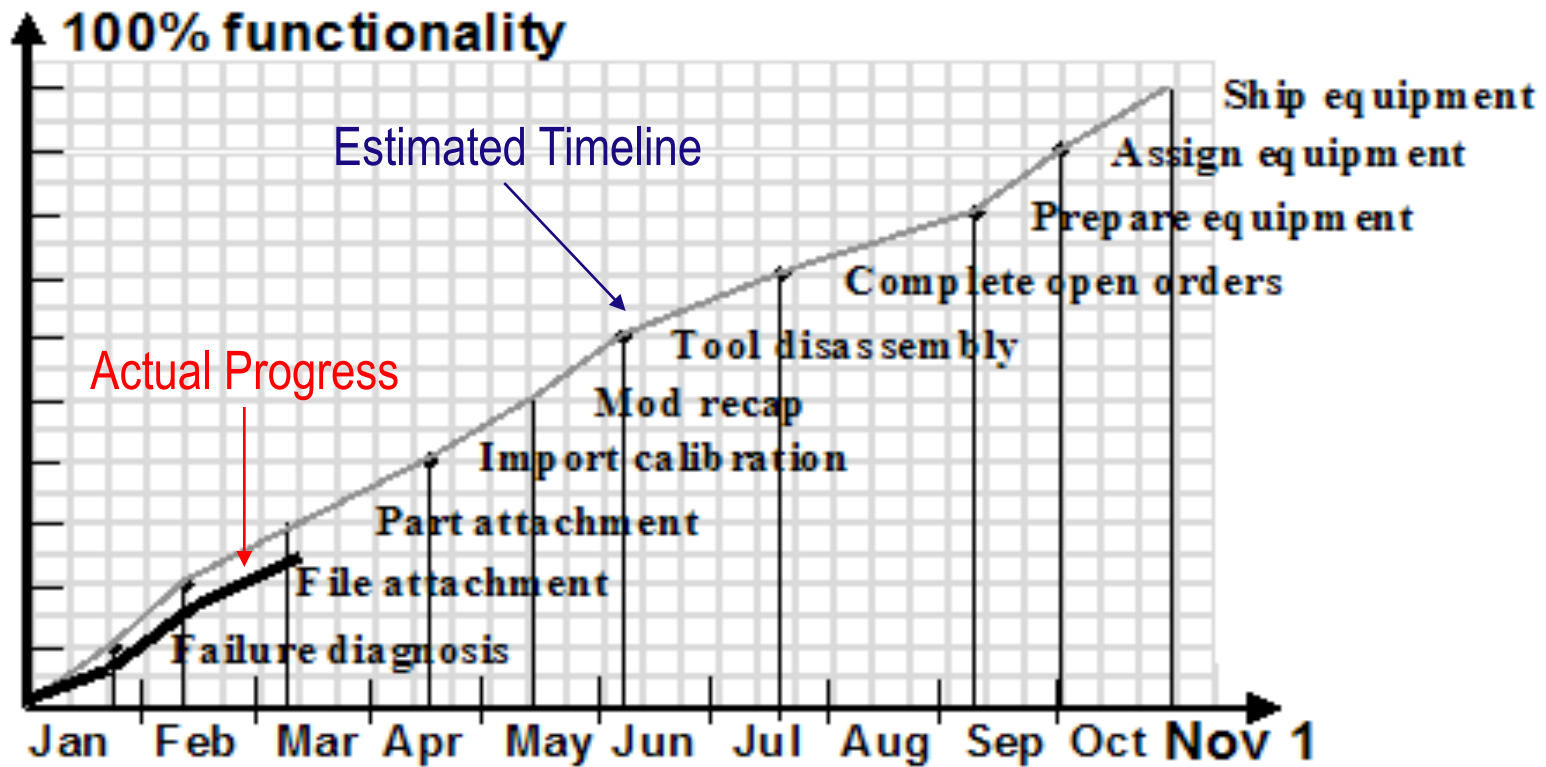 100% functionality
Ship equipment
Estimated Timeline
Assign equipment
Prepare equipment
Complete open orders
Tool disassembly
Actual Progress
Mod recap
Import calibration
Part attachment
File attachment
Failure diagnosis
Jan Feb Mar Apr May Jun Jul Aug Sep Oct Nov 1